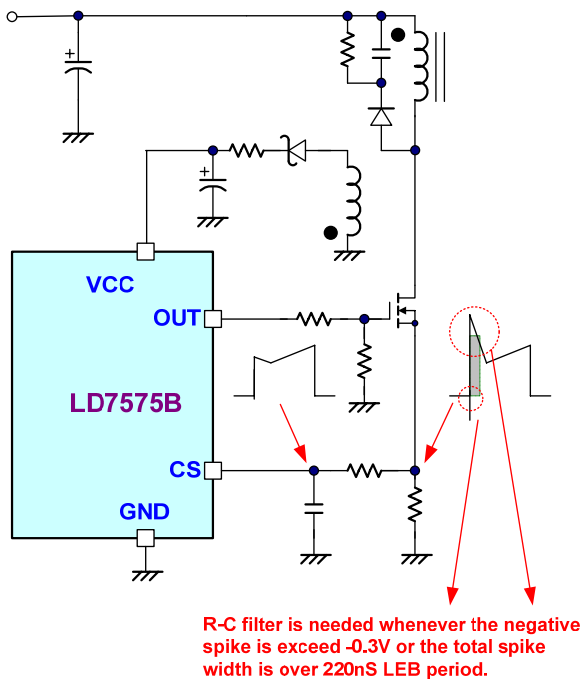 VCC
OUT
LD7575B
CS
GND
+
+
R-C filter is needed whenever the negative
spike is exceed -0.3V or the total spike
width is over 220nS LEB period.